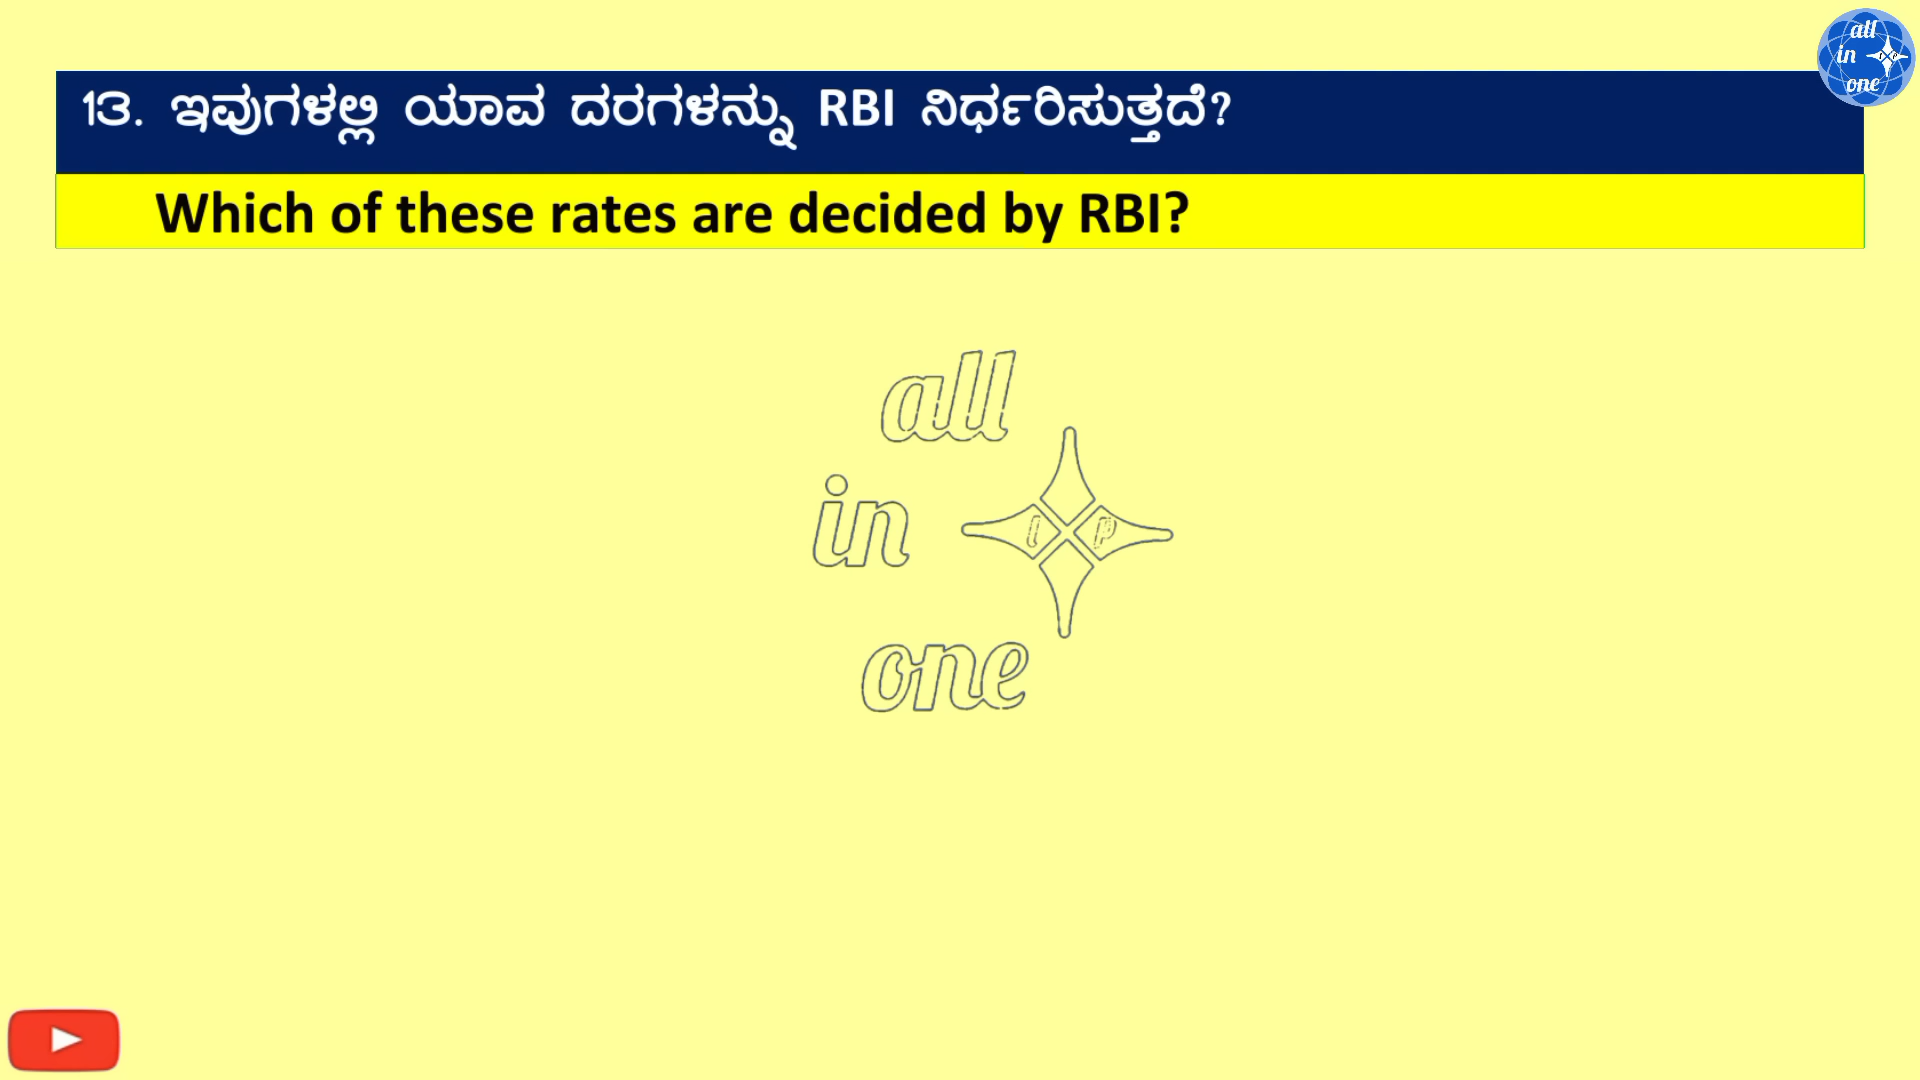 all
in
one
೧೩. ಇವುಗಳಲ್ಲಿ ಯಾವ ದರಗಳನ್ನು RBI ನಿರ್ಧರಿಸುತ್ತದೆ?
Which of these rates are decided by RBI?
all
in
I P
one